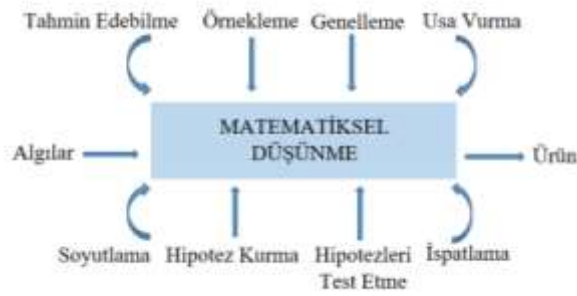 Tahmin Edebilme Örnekleme Genelleme Usa Vurma
MATEMATİKSEL
DÜŞÜNME
Algılar
Ürün
Soyutlama Hipotez Kurma Hipotezleri İspatlama
Test Etme